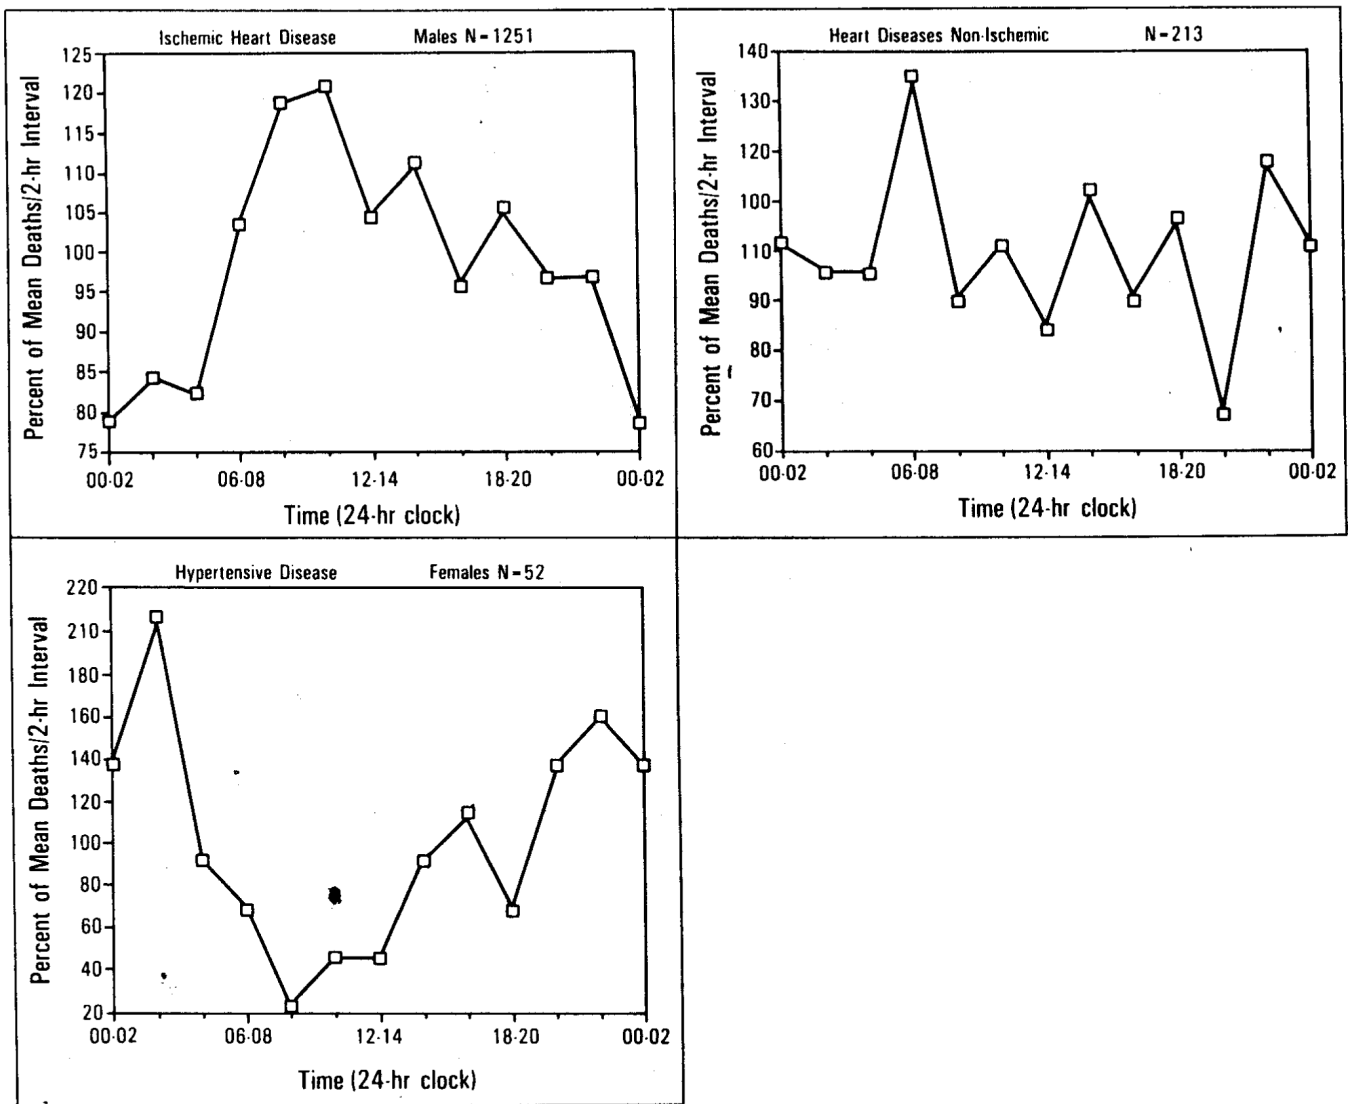 Ischemic Heart Disease Males N-1251
Percent of Mean Deaths/2-hr Interval
125
120
115
110
105
100
95
90
85
80
75
00-02 06-08 12-14 18-20 00-02
Time (24-hr clock)
Heart Diseases Non-Ischemic N-213
Percent of Mean Deaths/2-hr Interval
140
130
120
100
110
90
80
70
60
00-02 06-08 12-14 18-20 00-02
Time (24-hr clock)
Hypertensive Disease Females N-52
Percent of Mean Deaths/2-hr Interval
220
210
180
160
140
120
100
80
60
40
20
00-02 06-08 12-14 18-20 00-02
Time (24-hr clock)